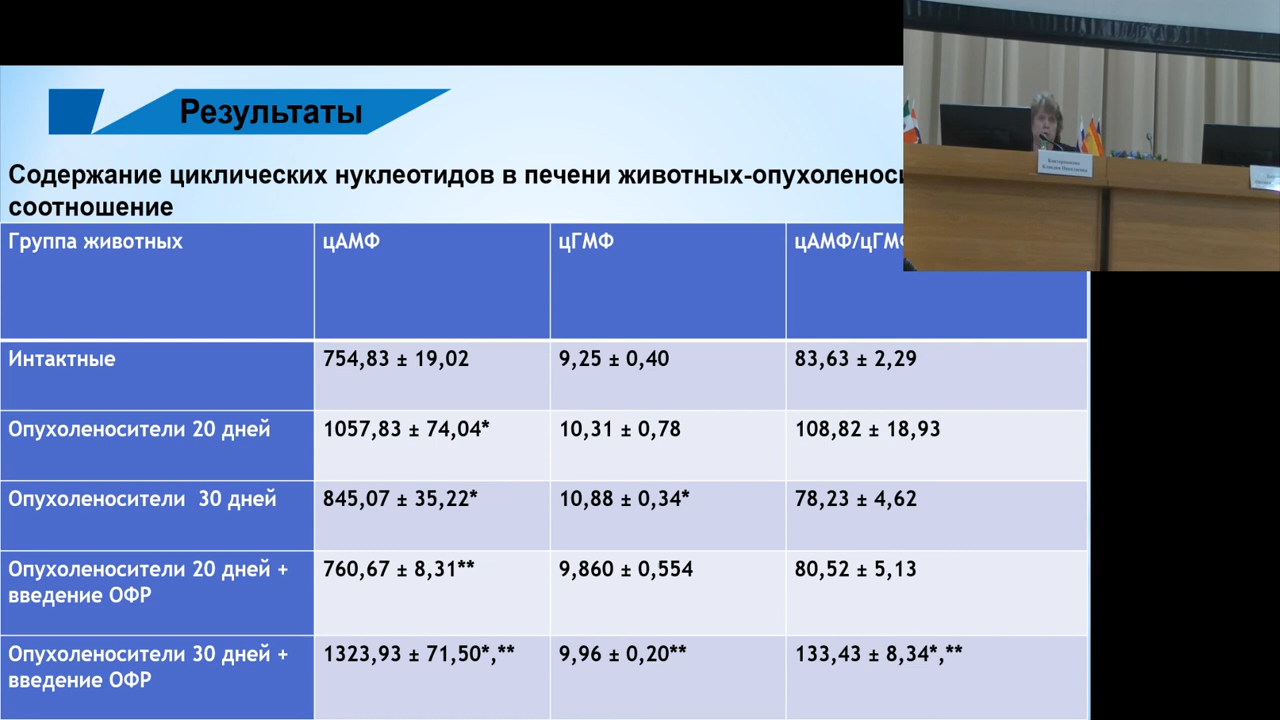 Результаты
Содержание циклических нуклеотидов в печени животных-опухоленоси
соотношение
Группа животных
цАМФ
цГМФ
цАМФ/цГМФ
Интактные
754,83 ± 19,02
9,25 ± 0,40
83,63 ± 2,29
Опухоленосители 20 дней
1057,83 ± 74,04*
10,31 ± 0,78
108,82 ± 18,93
Опухоленосители 30 дней
845,07 ± 35,22*
10,88 ± 0,34*
78,23 ± 4,62
Опухоленосители 20 дней +
введение ОФР
760,67 ± 8,31**
9,860 ± 0,554
80,52 ± 5,13
Опухоленосители 30 дней +
введение ОФР
1323,93 ± 71,50*,**
9,96 ± 0,20**
133,43 ± 8,34*,**